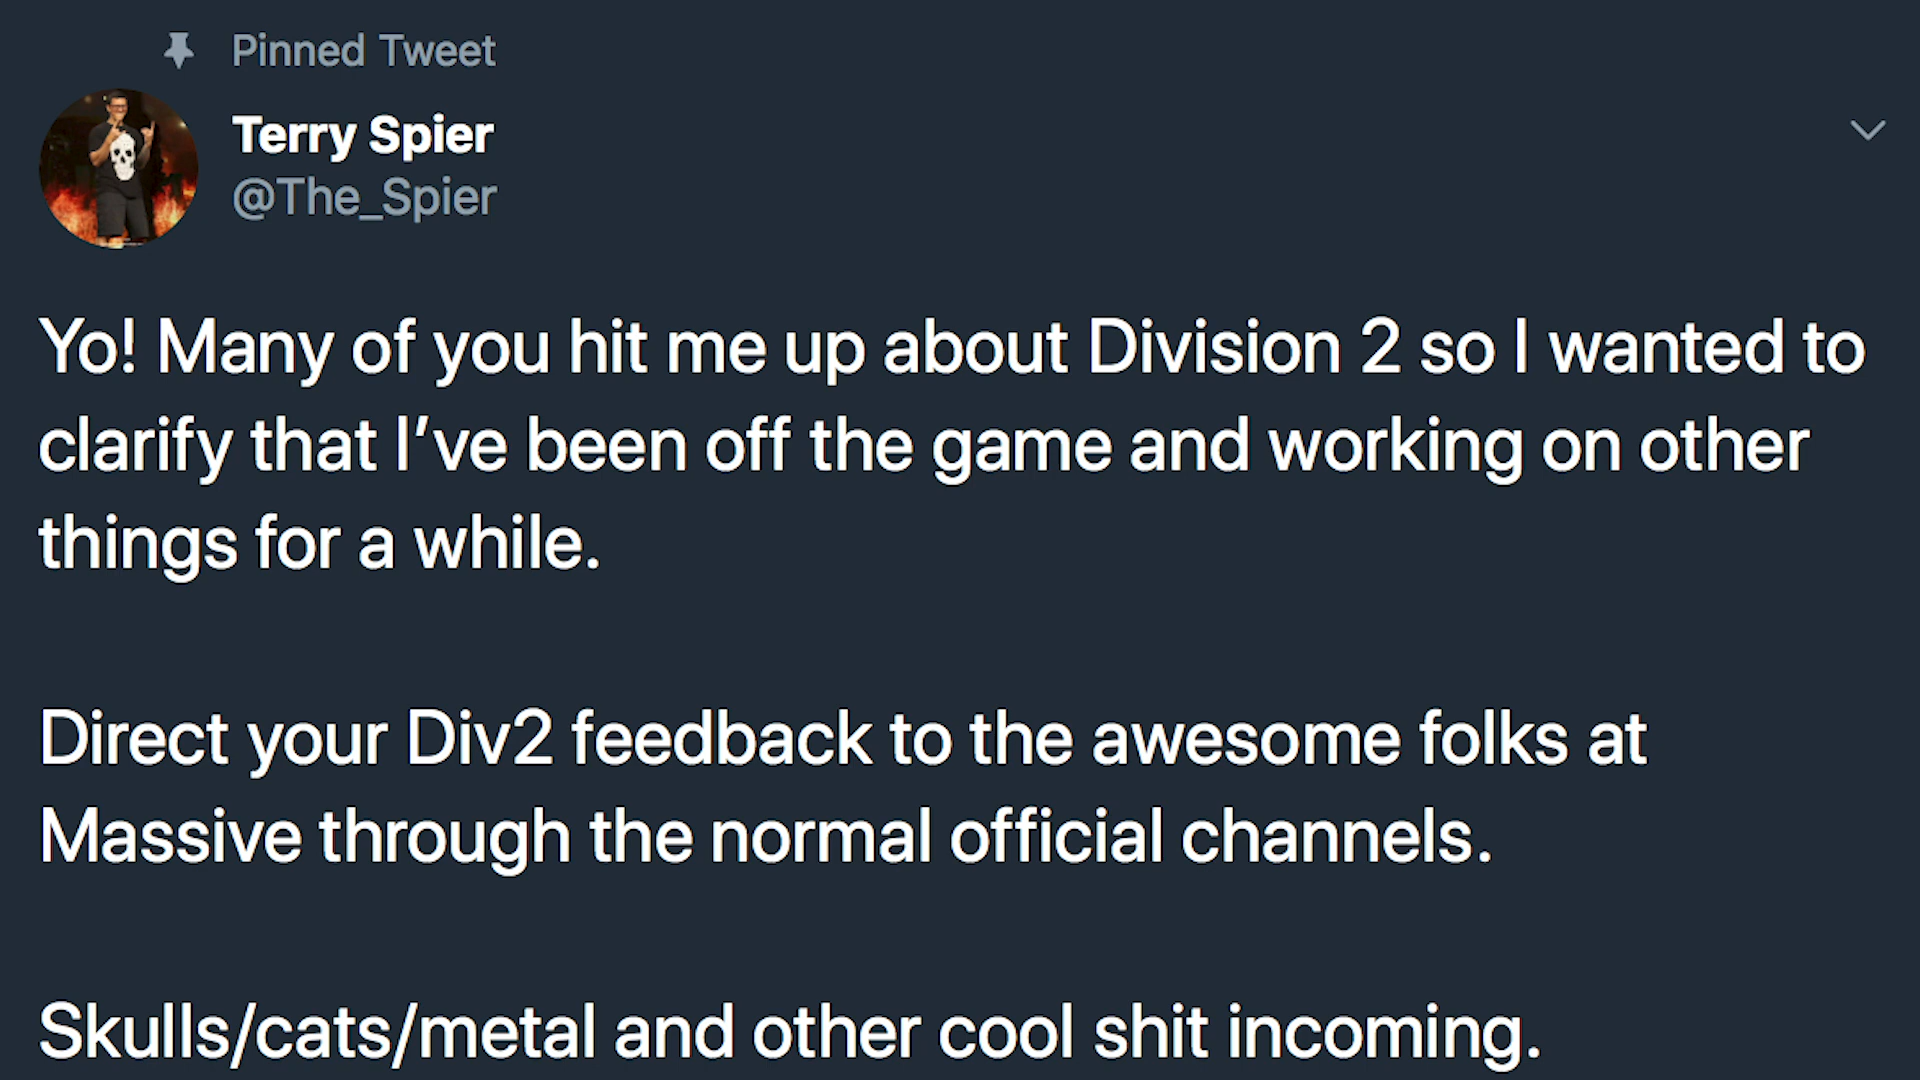 Pinned Tweet
Terry Spier
@The_Spier
Yo! Many of you hit me up about Division 2 so I wanted to
clarify that I’ve been off the game and working on other
things for a while.
Direct your Div2 feedback to the awesome folks at
Massive through the normal official channels.
Skulls/cats/metal and other cool shit incoming.